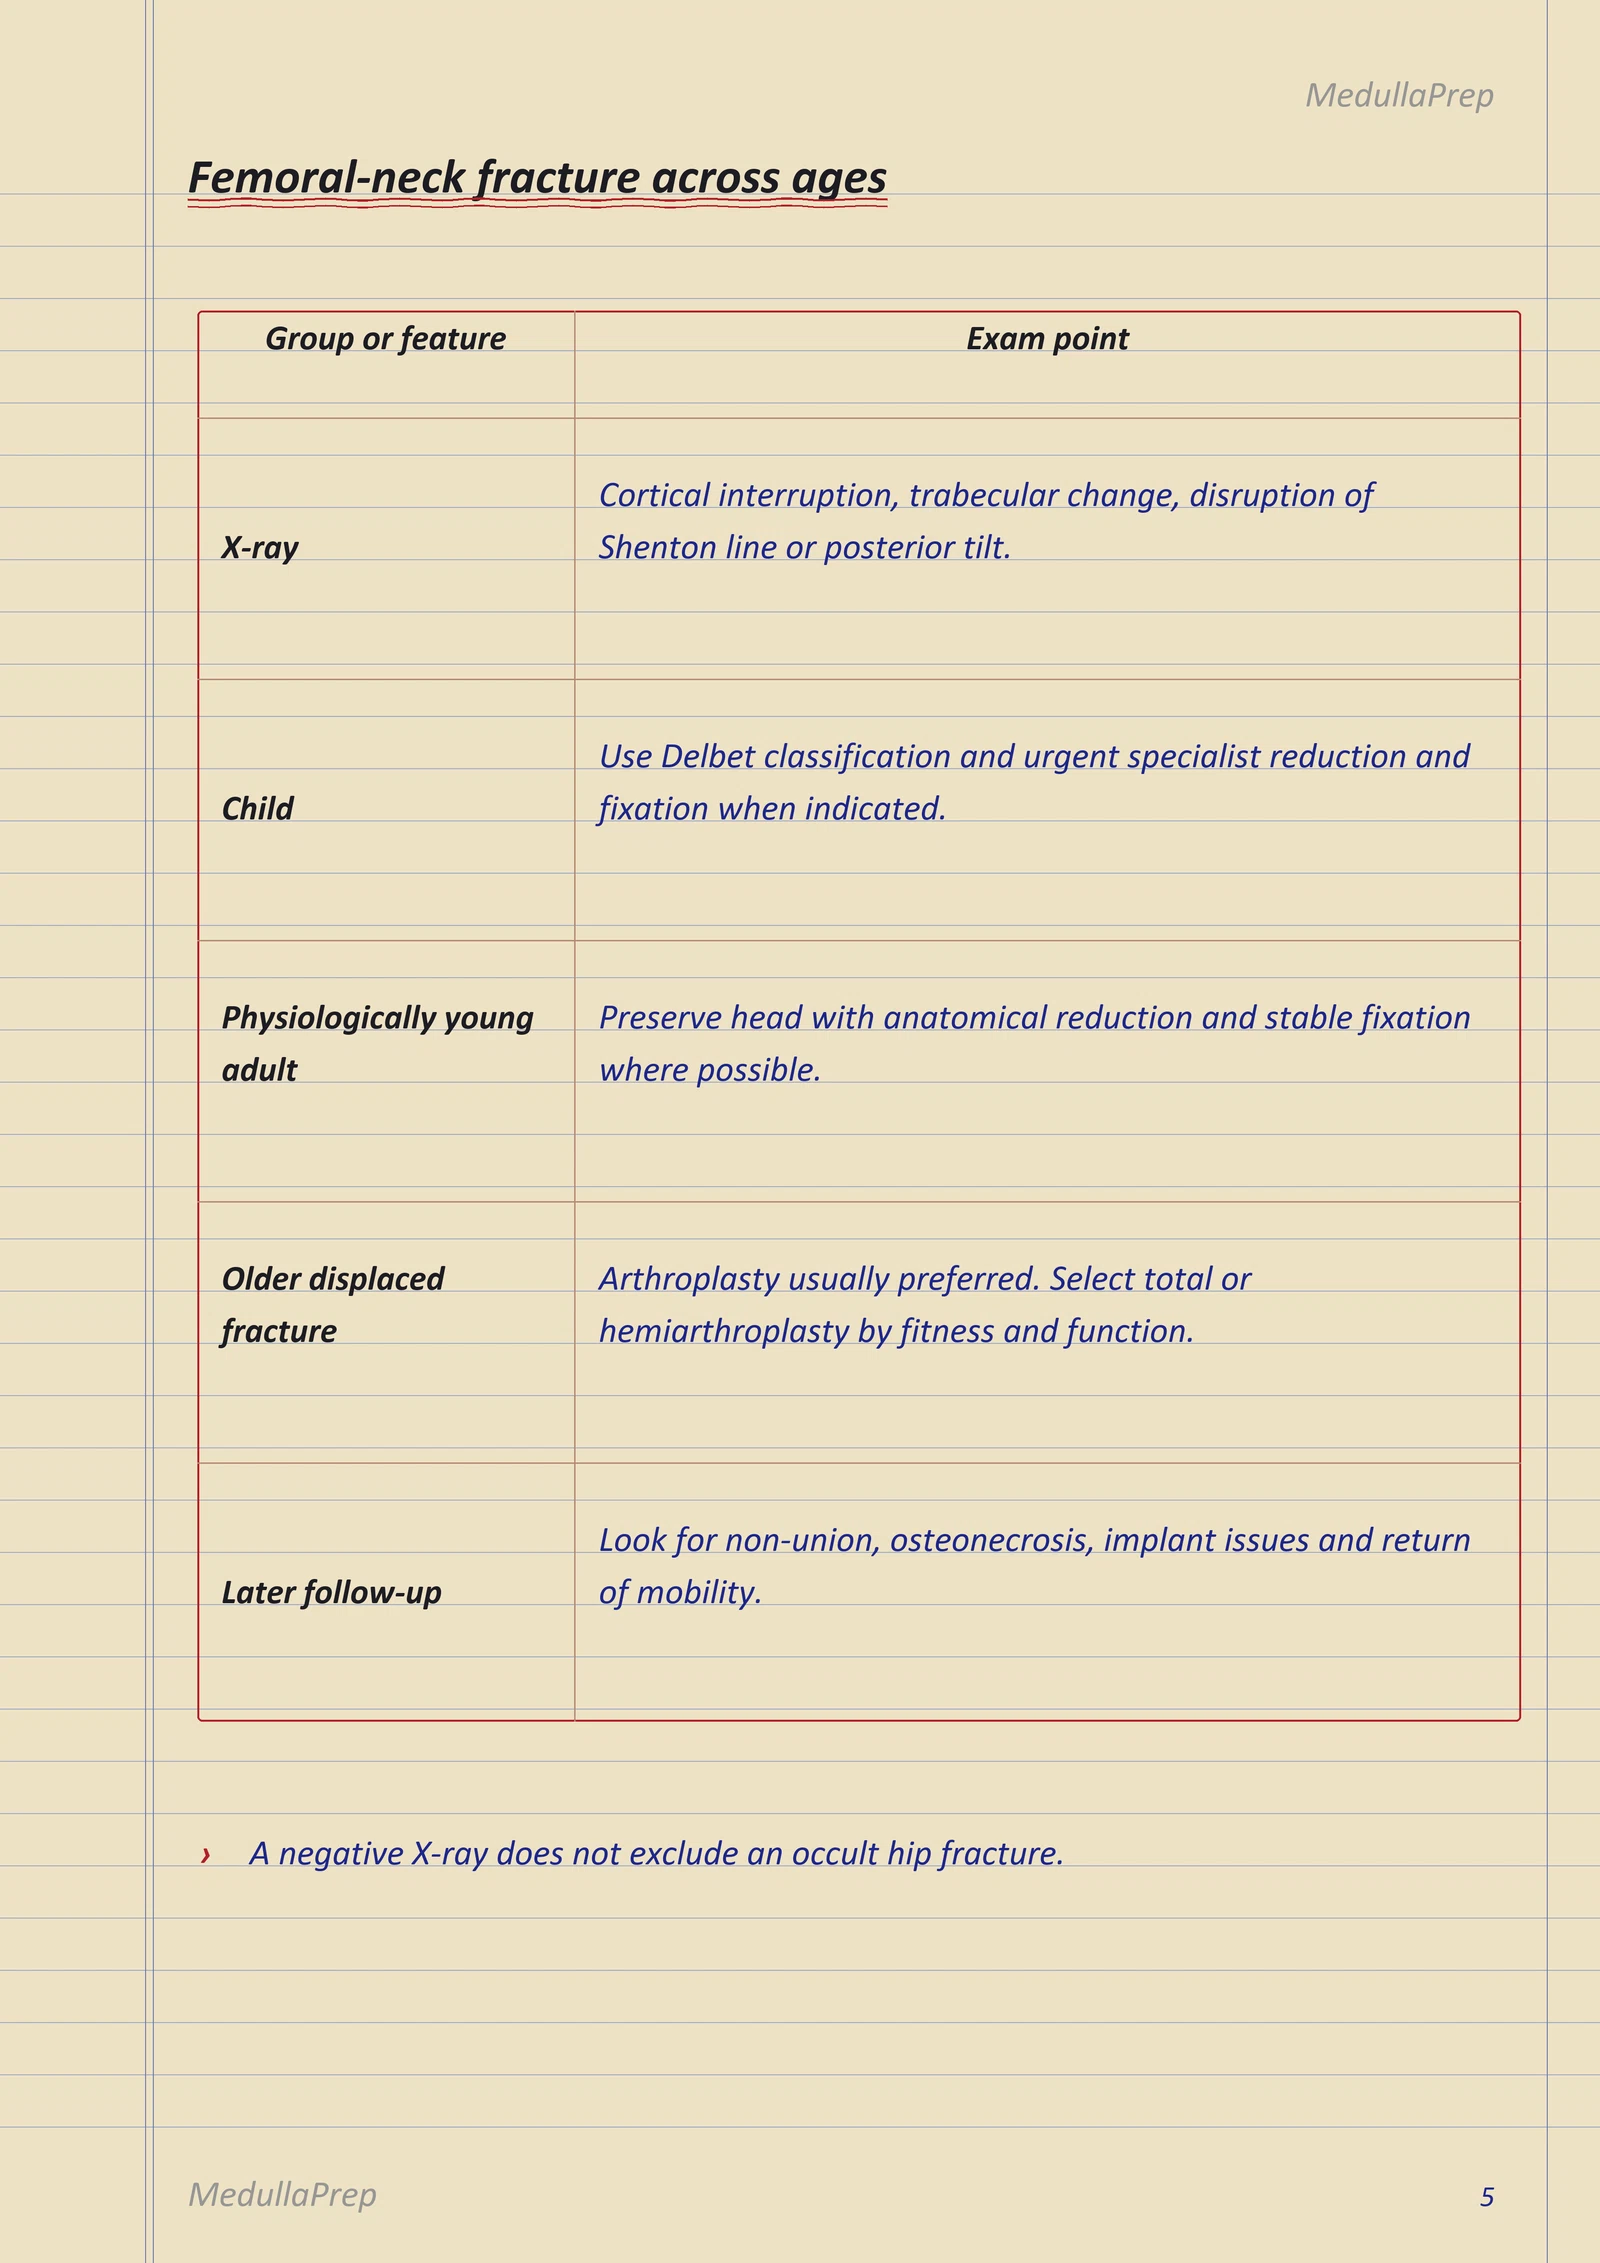 MedullaPrep
Femoral-neck fracture across ages
Group or feature
Exam point
X-ray
Cortical interruption, trabecular change, disruption of
Shenton line or posterior tilt.
Child
Use Delbet classification and urgent specialist reduction and
fixation when indicated.
Physiologically young
adult
Preserve head with anatomical reduction and stable fixation
where possible.
Older displaced
fracture
Arthroplasty usually preferred. Select total or
hemiarthroplasty by fitness and function.
Later follow-up
Look for non-union, osteonecrosis, implant issues and return
of mobility.
› A negative X-ray does not exclude an occult hip fracture.
MedullaPrep
5